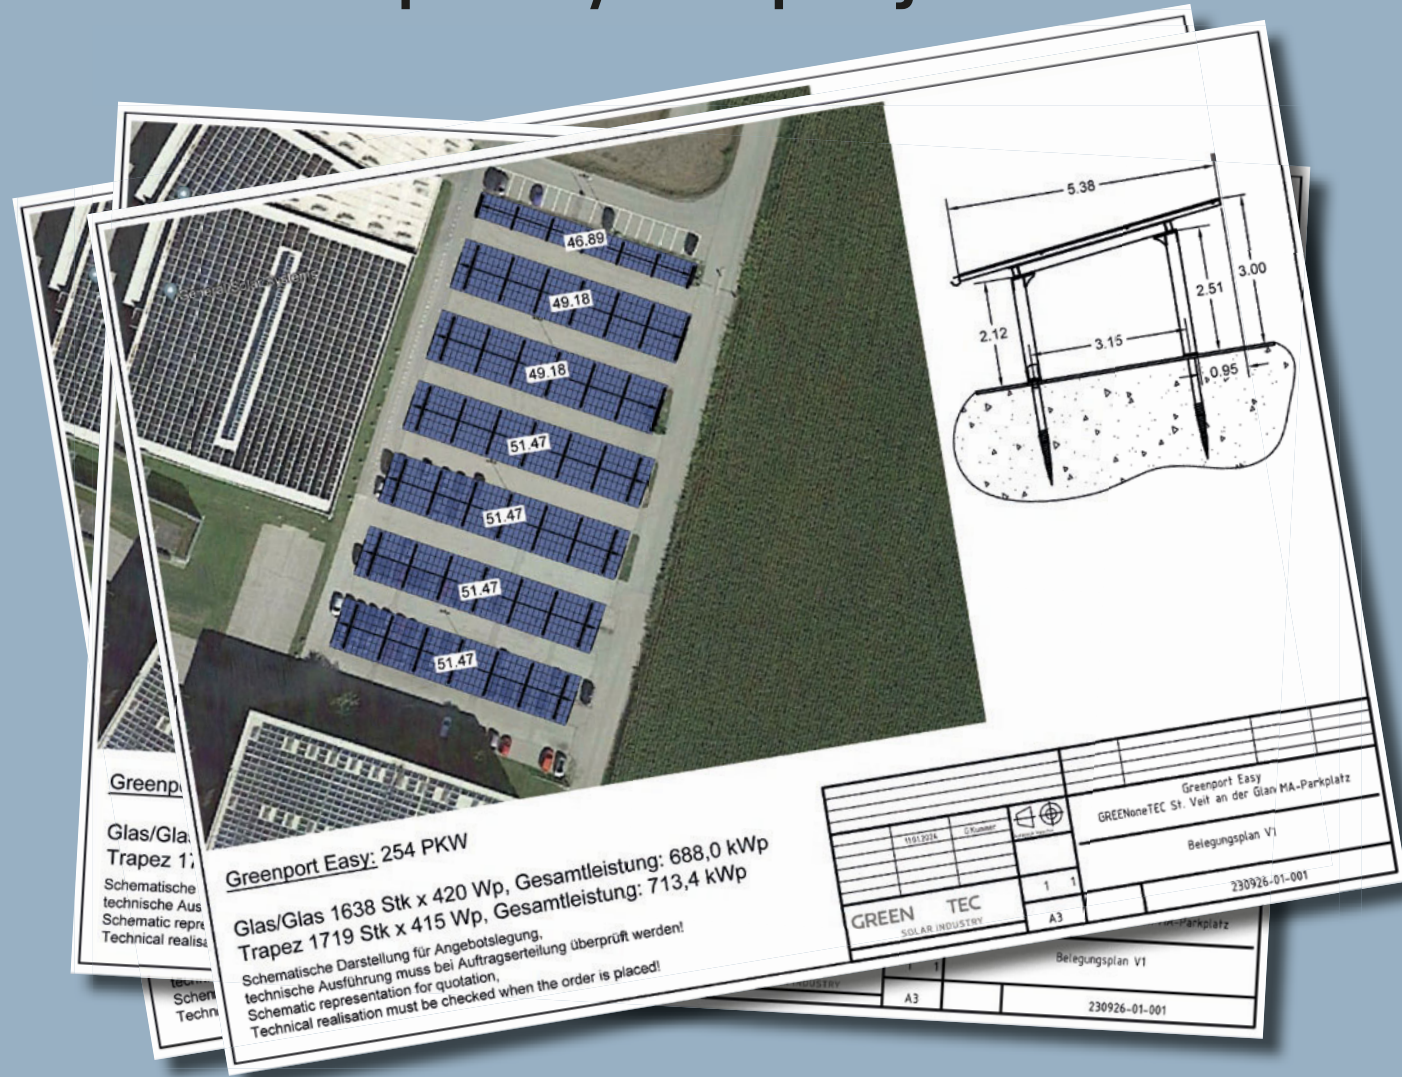 5.38
3.00
2.51
2.12
3.15
0.95
46.89
49.18
49.18
51.47
51.47
51.47
51.47
Greenport Easy: 254 PKW
Glas/Glas 1638 Stk x 420 Wp, Gesamtleistung: 688,0 kWp
Trapez 1719 Stk x 415 Wp, Gesamtleistung: 713,4 kWp
Schematische Darstellung für Angebotslegung,
technische Ausführung muss bei Auftragserteilung überprüft werden!
Schematic representation for quotation,
Technical realisation must be checked when the order is placed!
Greenport Easy
GREENoneTEC St. Veit an der Glan, MA-Parkplatz
Belegungsplan V1
1 1
A3
230926-01-001
GREEN TEC
SOLAR INDUSTRY
Greenp
Glas/Gla
Trapez 17
Schematische
technische Aus
Schematic repre
Technical realisa
techn
Schen
Techn
MA-Parkplatz
Belegungsplan V1
INDUSTRY
1 1
A3
230926-01-001